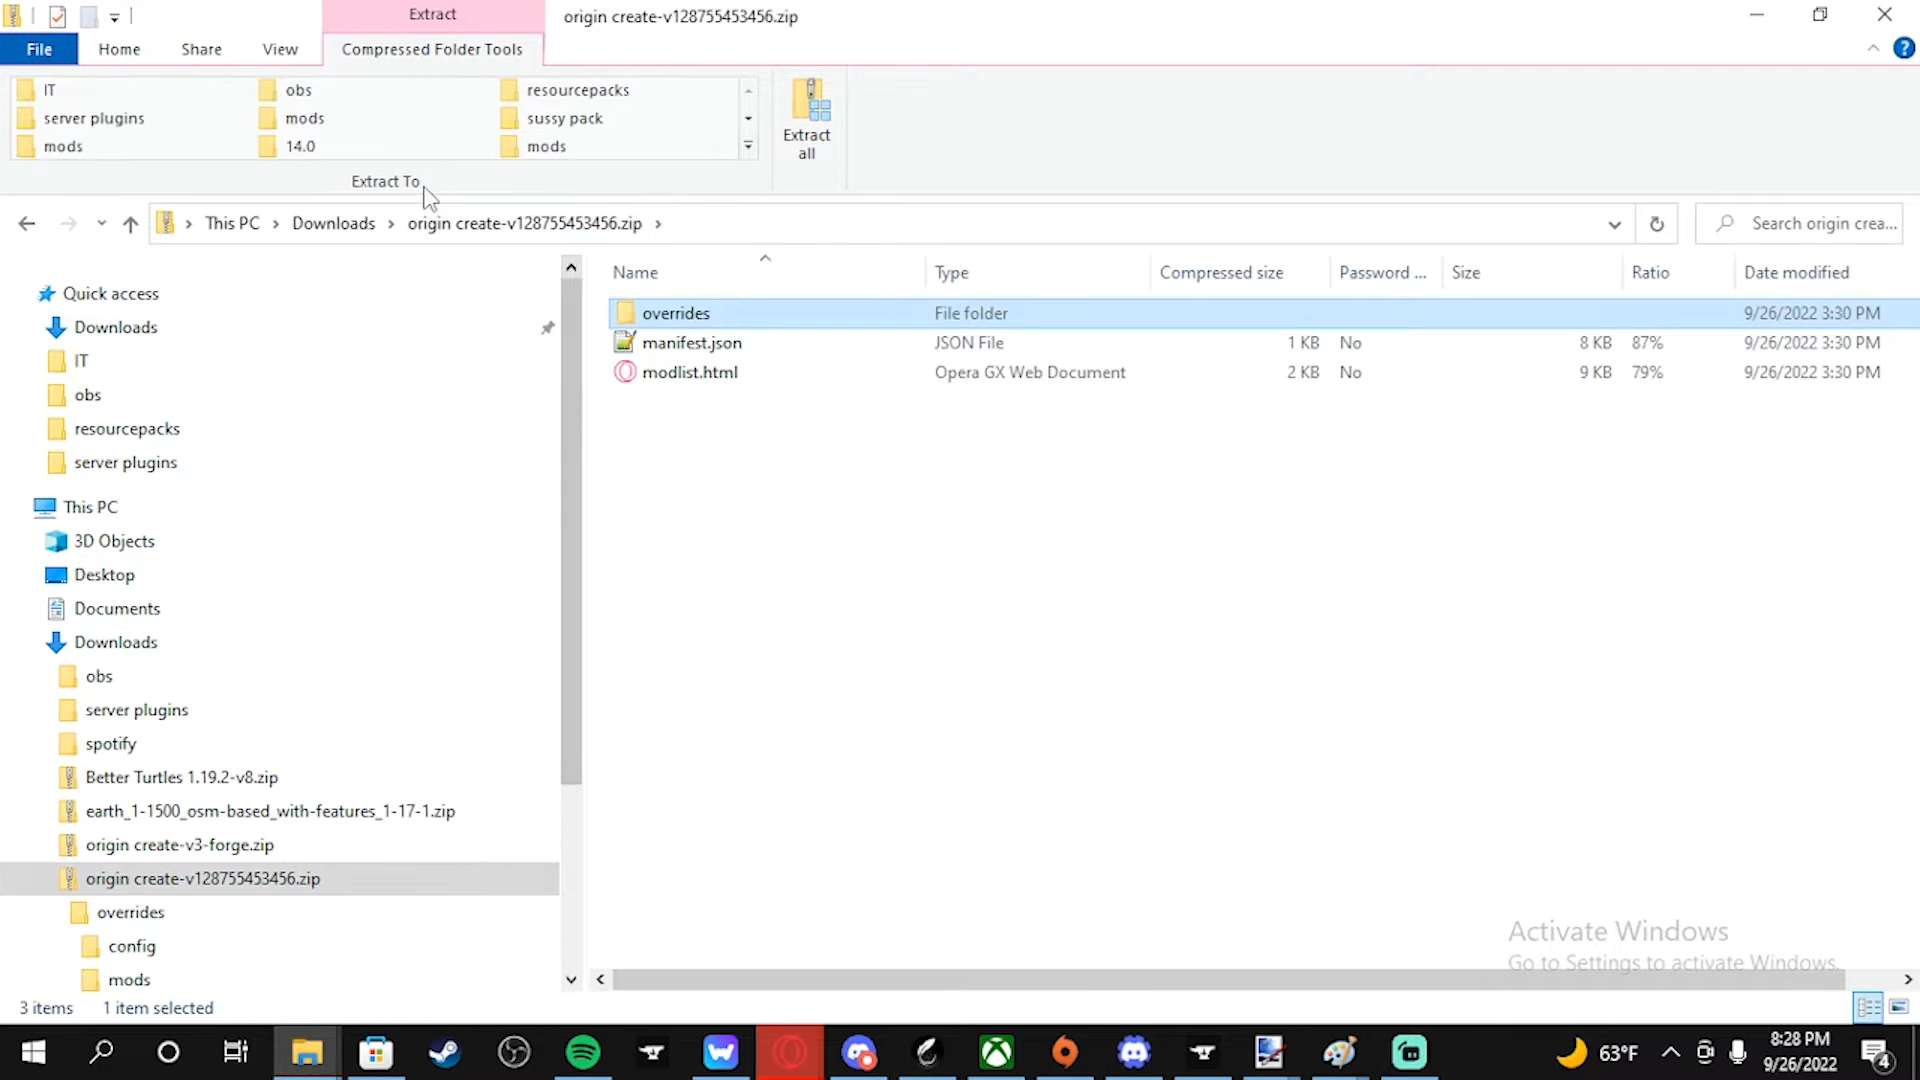 Extract
origin create-v128755453456.zip
File
Home
Share
View
Compressed Folder Tools
?
IT
obs
resourcepacks
server plugins
mods
sussy pack
mods
14.0
mods
Extract
all
Extract To
This PC
Downloads
origin create-v128755453456.zip
Search origin crea...
Name
Type
Compressed size
Password ...
Size
Ratio
Date modified
overrides
File folder
9/26/2022 3:30 PM
manifest.json
JSON File
1 KB
No
8 KB
87%
9/26/2022 3:30 PM
modlist.html
Opera GX Web Document
2 KB
No
9 KB
79%
9/26/2022 3:30 PM
Quick access
Downloads
IT
obs
resourcepacks
server plugins
This PC
3D Objects
Desktop
Documents
Downloads
obs
server plugins
spotify
Better Turtles 1.19.2-v8.zip
earth_1-1500_osm-based_with-features_1-17-1.zip
origin create-v3-forge.zip
origin create-v128755453456.zip
overrides
config
mods
Activate Windows
Go to Settings to activate Windows.
3 items
1 item selected
63°F
8:28 PM
9/26/2022
4